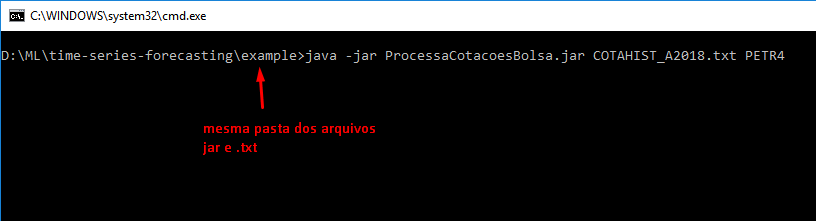 C:\WINDOWS\system32\cmd.exe
D:\ML\time-series-forecasting\example>java -jar ProcessaCotacoesBolsa.jar COTAHIST_A2018.txt PETR4
mesma pasta dos arquivos
jar e .txt